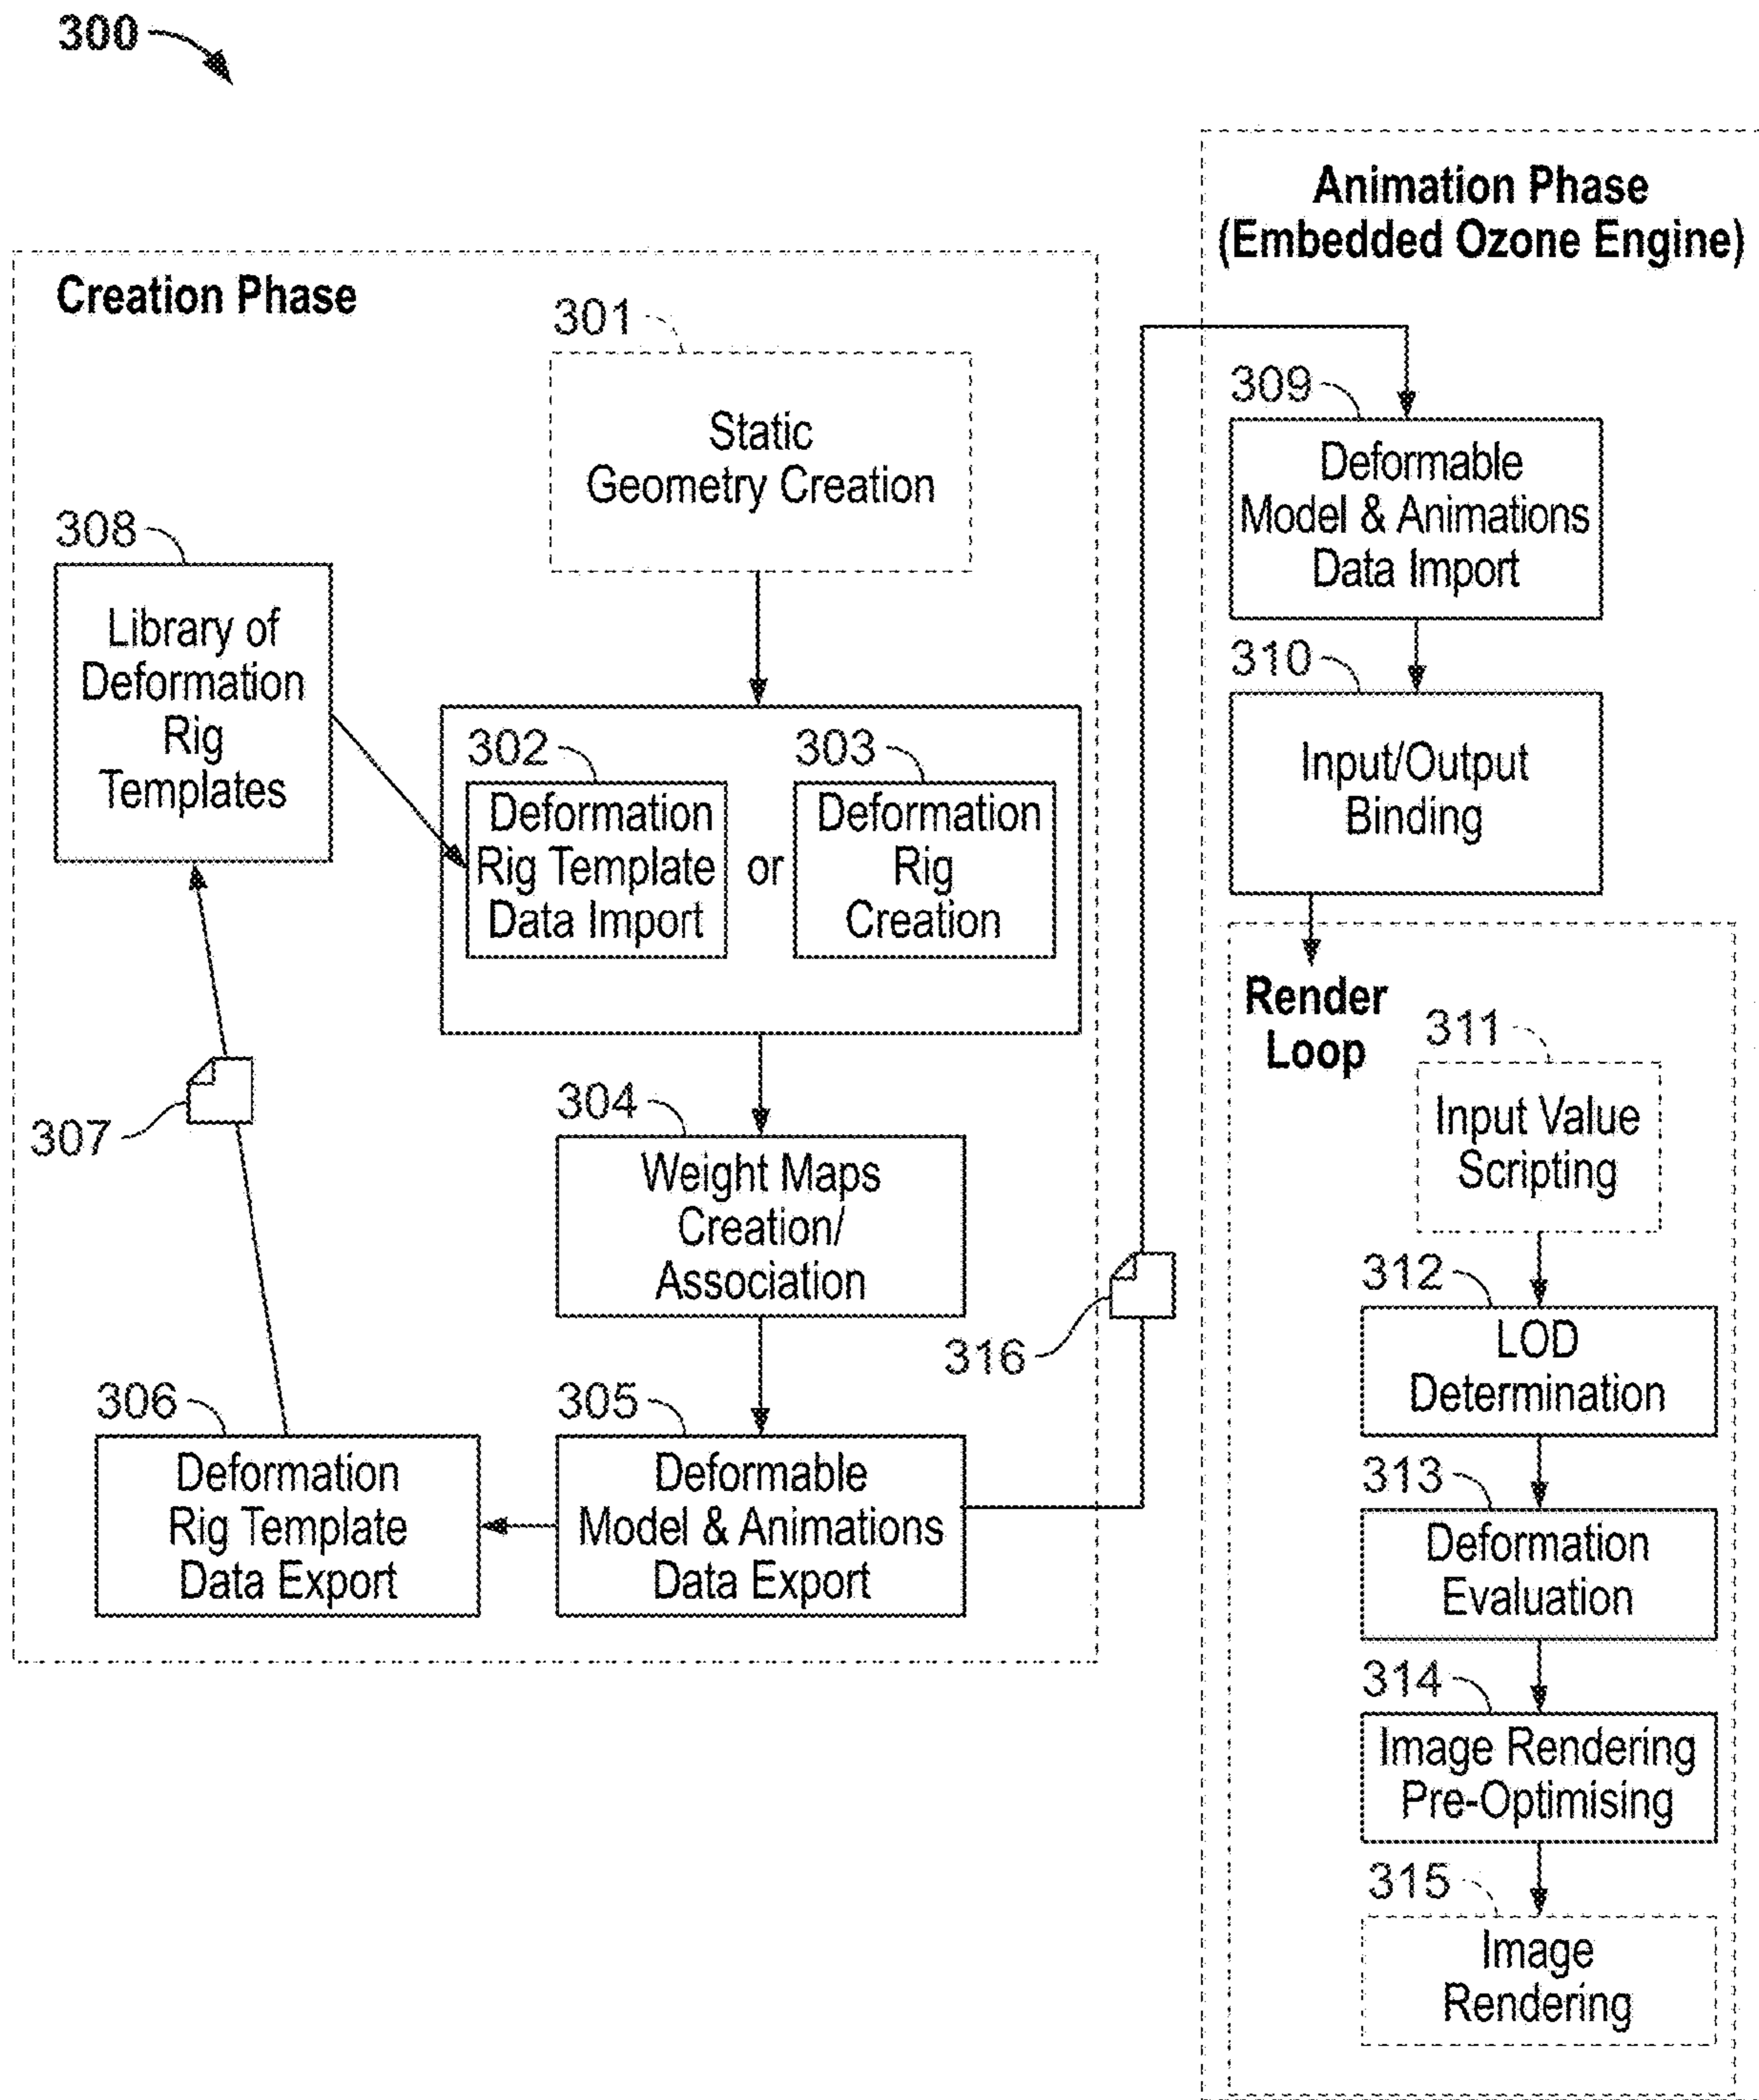 300
Creation Phase
301
Static
Geometry Creation
308
Library of
Deformation
Rig
Templates
302
Deformation
Rig Template
Data Import
or
303
Deformation
Rig
Creation
304
Weight Maps
Creation/
Association
307
306
Deformation
Rig Template
Data Export
305
Deformable
Model & Animations
Data Export
316
Animation Phase
(Embedded Ozone Engine)
309
Deformable
Model & Animations
Data Import
310
Input/Output
Binding
Render
Loop
311
Input Value
Scripting
312
LOD
Determination
313
Deformation
Evaluation
314
Image Rendering
Pre-Optimising
315
Image
Rendering